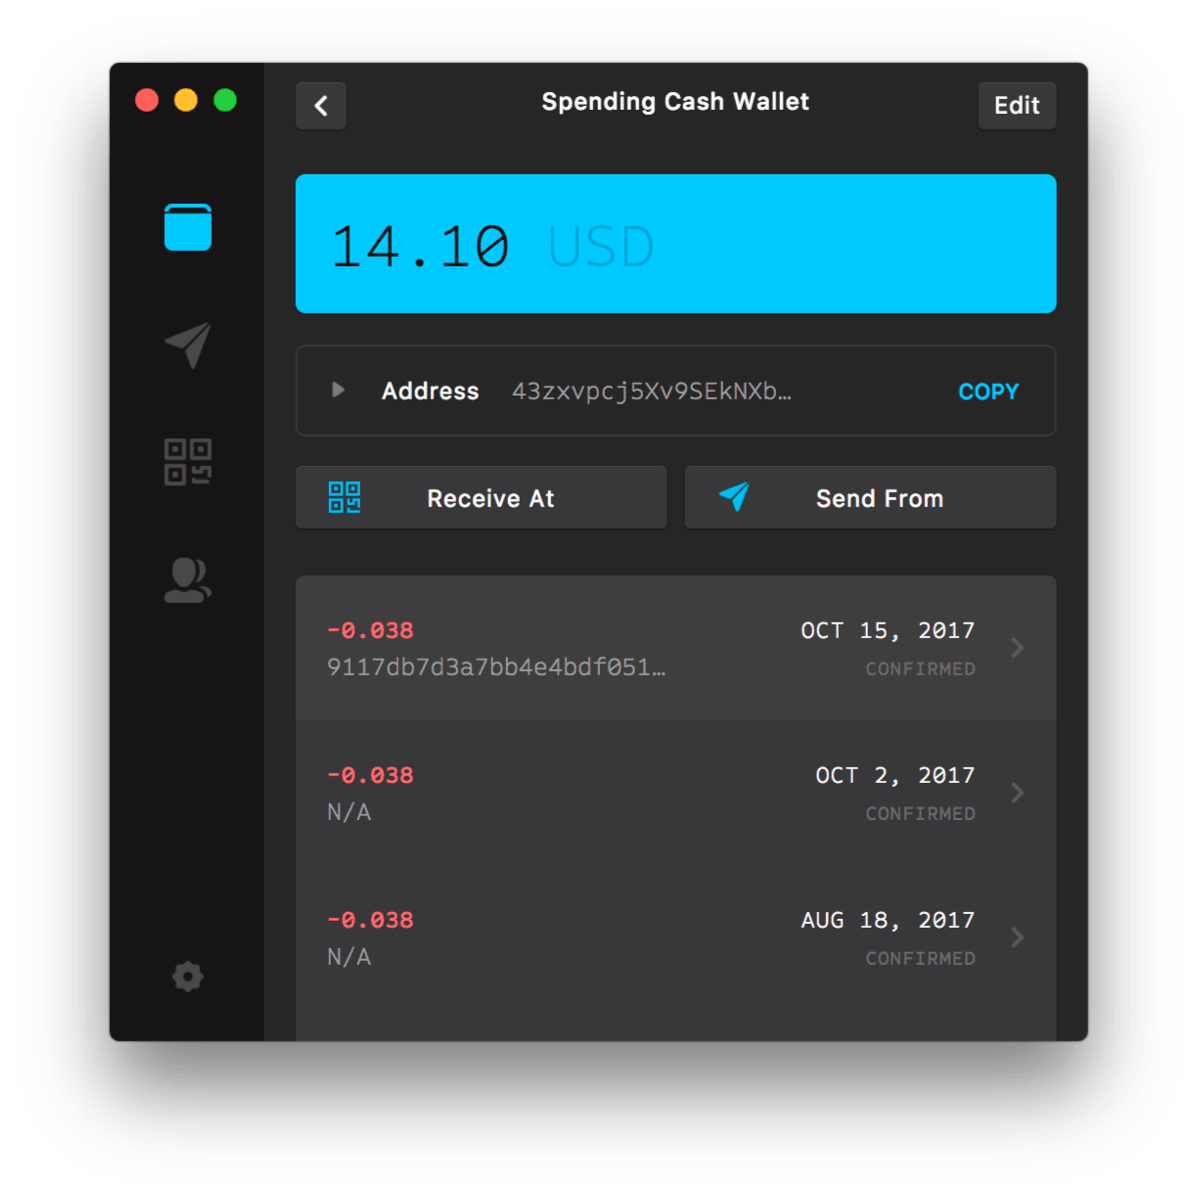 Spending Cash Wallet
Edit
14.10 USD
Address 43zxvpcj5Xv9SEkNXb…
COPY
Receive At
Send From
-0.038
OCT 15, 2017
9117db7d3a7bb4e4bdf051…
CONFIRMED
-0.038
OCT 2, 2017
N/A
CONFIRMED
-0.038
AUG 18, 2017
N/A
CONFIRMED